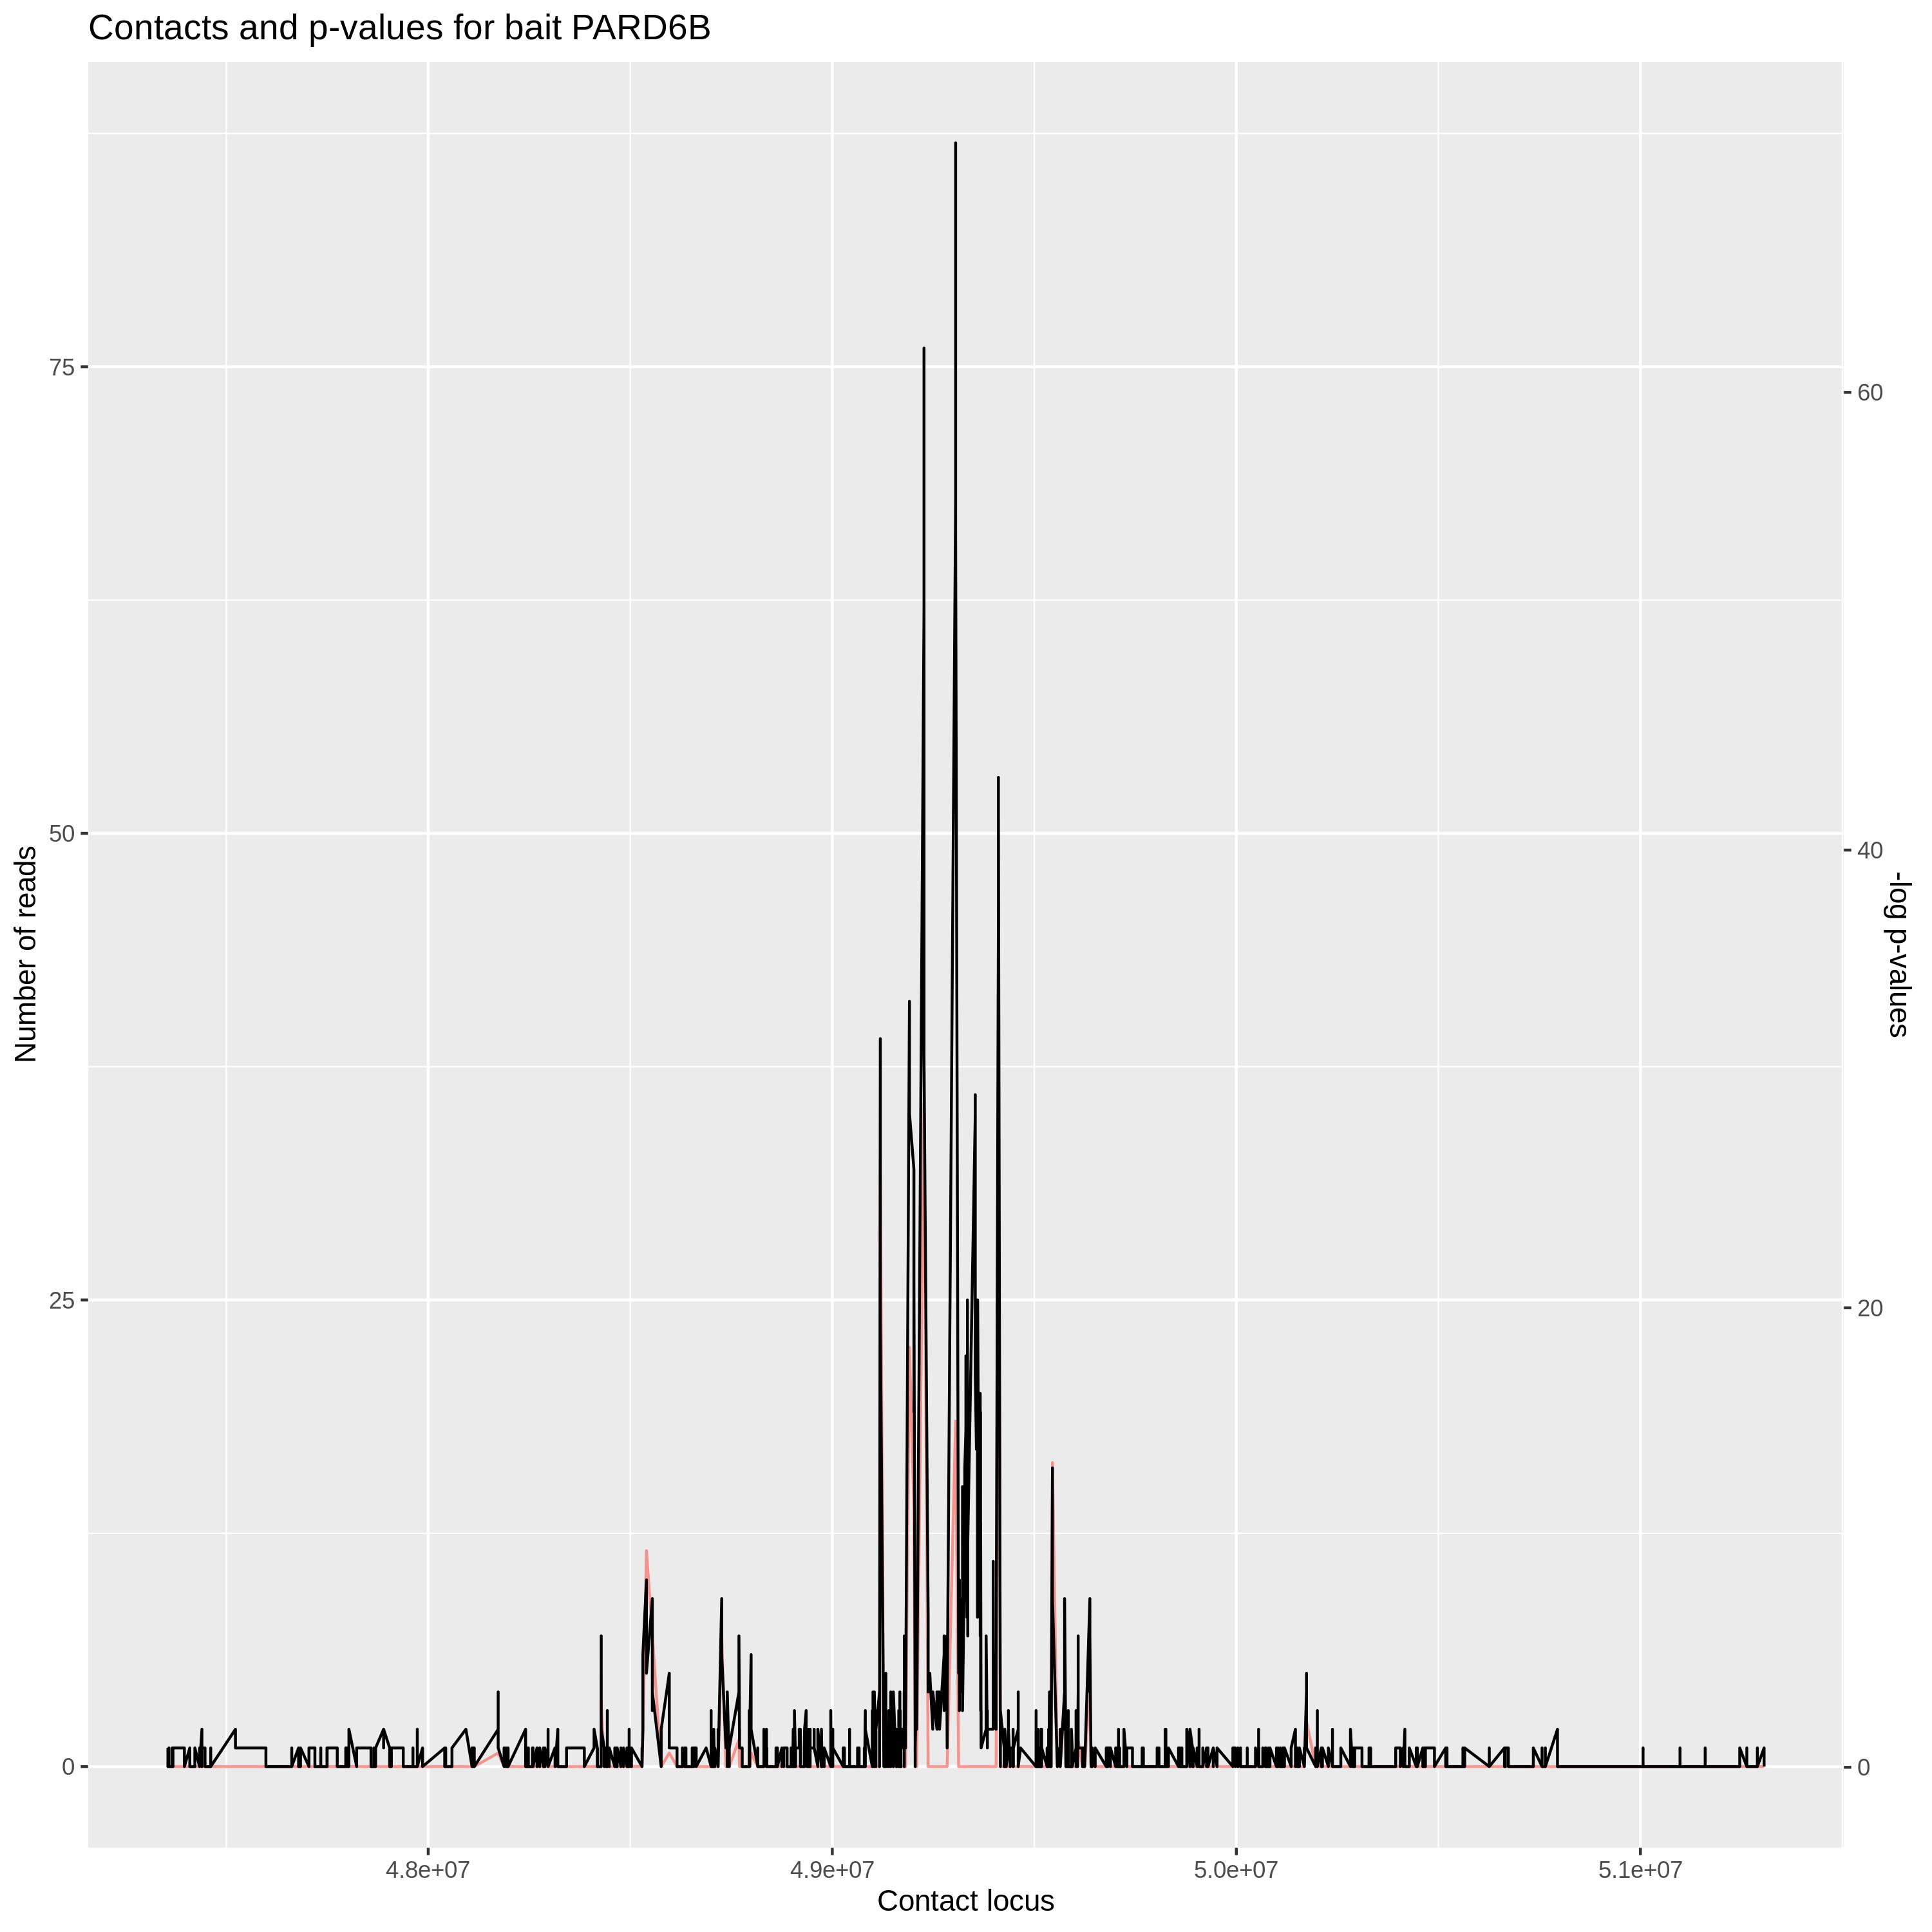 Contacts and p-values for bait PARD6B
75
50
25
0
60
40
20
0
Number of reads
-log p-values
4.8e+07
4.9e+07
5.0e+07
5.1e+07
Contact locus